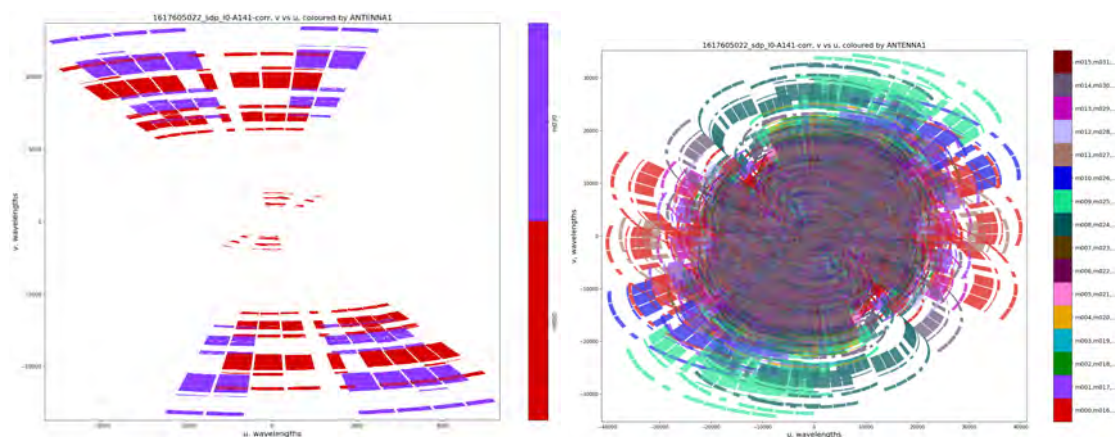 1617605022_sdp_l0-A141-corr. v vs u, coloured by ANTENNA1
v, wavelengths
5000
0
u, wavelengths
1617605022_sdp_l0-A141-corr. v vs u, coloured by ANTENNA1
30000
20000
10000
0
-10000
-20000
v, wavelengths
-40000
-30000
-20000
-10000
0
10000
20000
30000
40000
u, wavelengths
m015,m031,..
m014,m030..
m013,m029..
m012,m028..
m011,m027..
m010,m026..
m009,m025..
m008,m024..
m007,m023..
m006,m022..
m005,m021..
m004,m020..
m003,m019..
m002,m018..
m001,m017..
m000,m016..